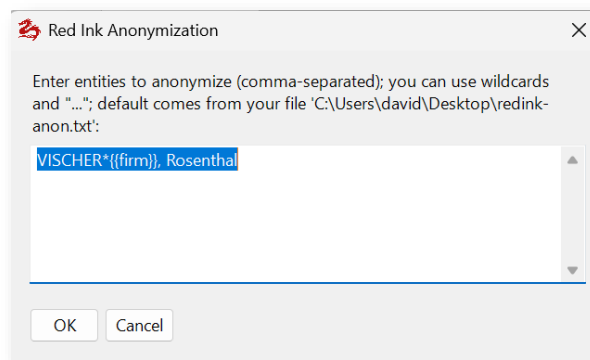 Red Ink Anonymization
Enter entities to anonymize (comma-separated); you can use wildcards
and "..."; default comes from your file 'C:\Users\david\Desktop\redink-
anon.txt':
VISCHER*{{firm}}, Rosenthal
OK Cancel